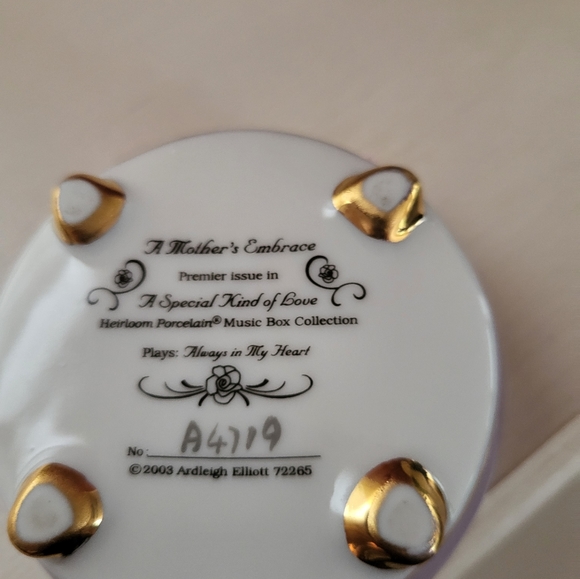 A Mother's Embrace
Premier issue in
A Special Kind of Love
Heirloom Porcelain® Music Box Collection
Plays: Always in My Heart
No: A4719
©2003 Ardleigh Elliott 72265